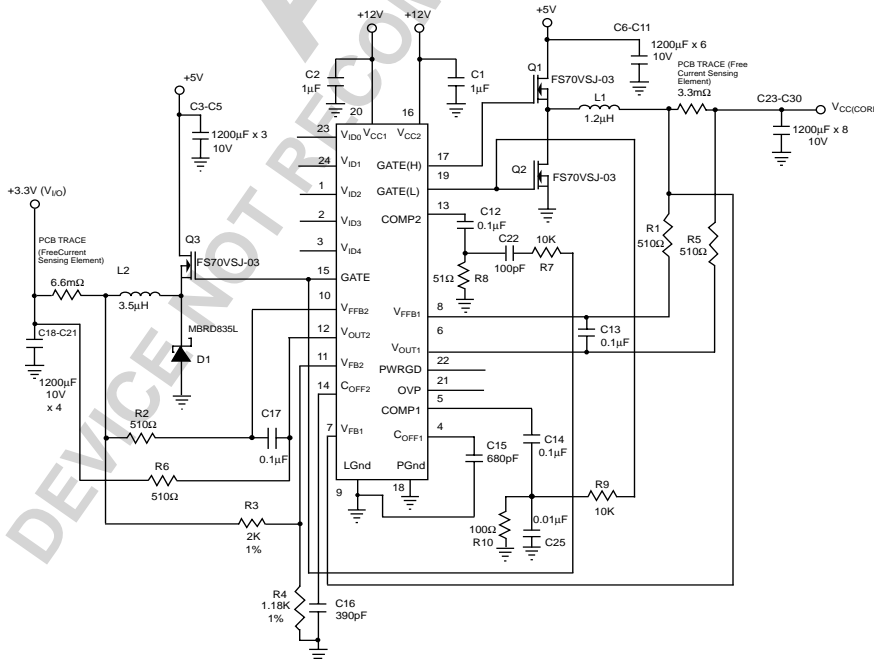 +12V
+12V
+5V
C6-C11
1200µF x 6
10V
PCB TRACE (Free
Current Sensing
Element)
3.3mΩ
C23-C30
VCC(CORE
1200µF x 8
10V
Q1
FS70VSJ-03
L1
1.2µH
C2
1µF
C1
1µF
20
16
+5V
C3-C5
1200µF x 3
10V
23
VID0
VCC1
VCC2
24
VID1
GATE(H)
17
1
VID2
GATE(L)
19
Q2
FS70VSJ-03
2
VID3
COMP2
13
C12
0.1µF
3
VID4
C22
100pF
10K
R7
51Ω
R8
R1
510Ω
R5
510Ω
+3.3V (VI/O)
PCB TRACE
(FreeCurrent
Sensing Element)
6.6mΩ
L2
3.5µH
Q3
FS70VSJ-03
15
GATE
10
VFFB2
VFFB1
8
C13
0.1µF
12
VOUT2
VOUT1
6
MBRD835L
D1
C18-C21
1200µF
10V
x 4
11
VFB2
PWRGD
22
14
COFF2
OVP
21
COMP1
5
7
VFB1
COFF1
4
R2
510Ω
C17
0.1µF
C15
680pF
C14
0.1µF
LGnd
PGnd
9
18
R6
510Ω
R9
10K
R3
2K
1%
100Ω
R10
0.01µF
C25
R4
1.18K
1%
C16
390pF
DEVICE NOT RECOM